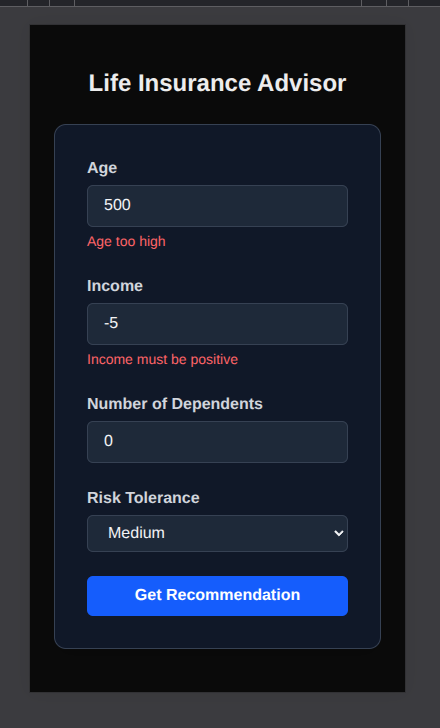 Life Insurance Advisor
Age
500
Age too high
Income
-5
Income must be positive
Number of Dependents
0
Risk Tolerance
Medium
Get Recommendation